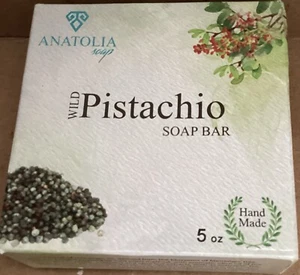 ANATOLIA
soap
WILD
Pistachio
SOAP BAR
Hand
Made
5 oz